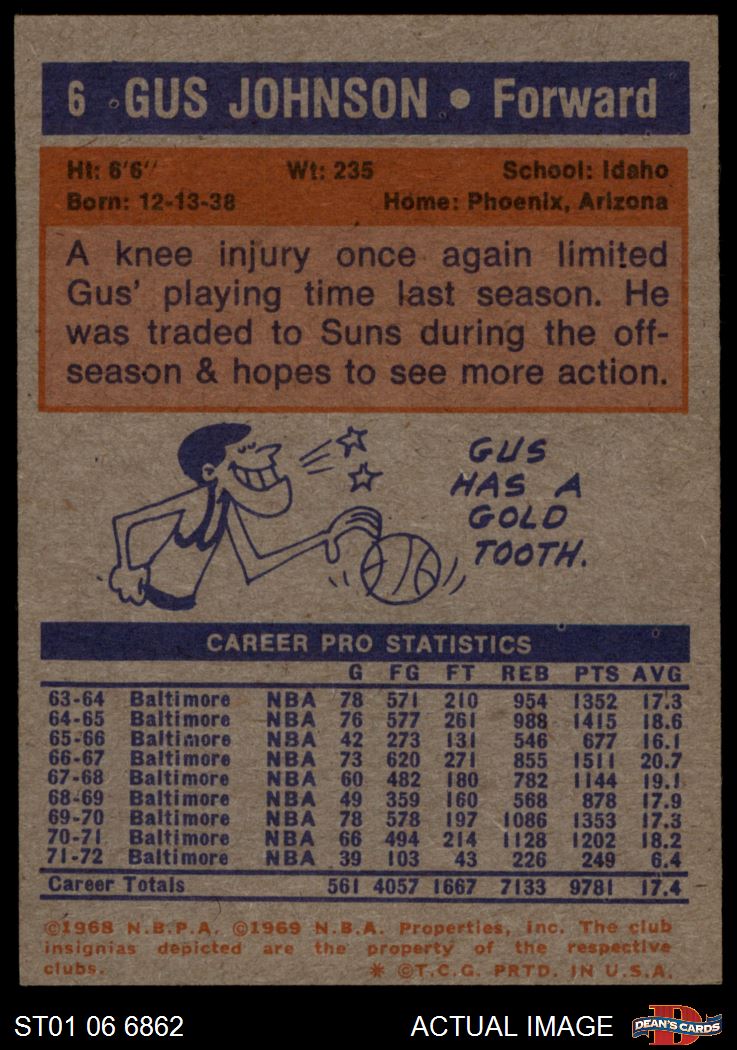 6 GUS JOHNSON • Forward
Ht: 6'6" Wt: 235 School: Idaho
Born: 12-13-38 Home: Phoenix, Arizona
A knee injury once again limited
Gus' playing time last season. He
was traded to Suns during the off-
season & hopes to see more action.
GUS
HAS A
GOLD
TOOTH.
CAREER PRO STATISTICS
G FG FT REB PTS AVG
63-64 Baltimore NBA 78 571 210 954 1352 17.3
64-65 Baltimore NBA 76 577 261 988 1415 18.6
65-66 Baltimore NBA 42 273 131 546 677 16.1
66-67 Baltimore NBA 73 620 271 855 1511 20.7
67-68 Baltimore NBA 60 482 180 782 1144 19.1
68-69 Baltimore NBA 49 359 160 568 878 17.9
69-70 Baltimore NBA 78 578 197 1086 1353 17.3
70-71 Baltimore NBA 66 494 214 1128 1202 18.2
71-72 Baltimore NBA 39 103 43 226 249 6.4
Career Totals 561 4057 1667 7133 9781 17.4
©1968 N.B.P.A. ©1969 N.B.A. Properties, Inc. The club
insignias depicted are the property of the respective
clubs. * ©T.C.G. PRTD. IN U.S.A.
ST01 06 6862 ACTUAL IMAGE DEAN'S CARDS